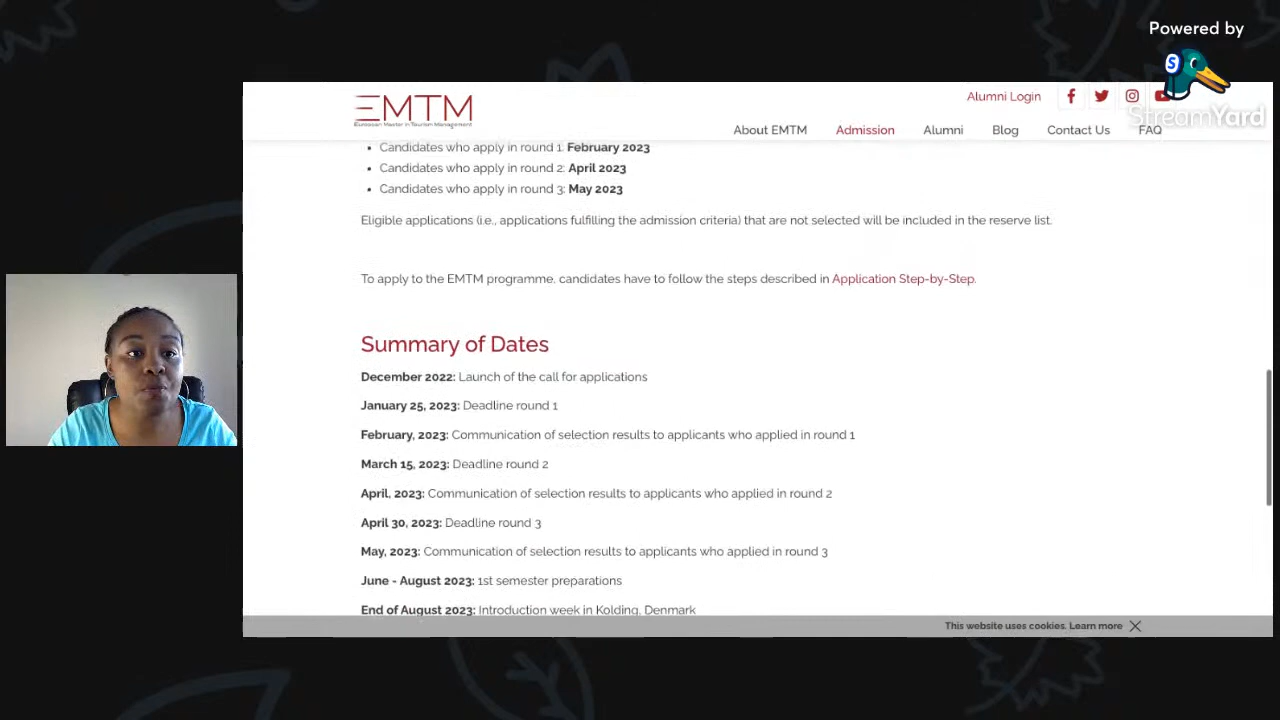 Powered by
StreamYard
EMTM
European Master in Tourism Management
Alumni Login
About EMTM
Admission
Alumni
Blog
Contact Us
FAQ
Candidates who apply in round 1: February 2023
Candidates who apply in round 2: April 2023
Candidates who apply in round 3: May 2023
Eligible applications (i.e., applications fulfilling the admission criteria) that are not selected will be included in the reserve list.
To apply to the EMTM programme, candidates have to follow the steps described in Application Step-by-Step.
Summary of Dates
December 2022: Launch of the call for applications
January 25, 2023: Deadline round 1
February, 2023: Communication of selection results to applicants who applied in round 1
March 15, 2023: Deadline round 2
April, 2023: Communication of selection results to applicants who applied in round 2
April 30, 2023: Deadline round 3
May, 2023: Communication of selection results to applicants who applied in round 3
June - August 2023: 1st semester preparations
End of August 2023: Introduction week in Kolding, Denmark
This website uses cookies. Learn more